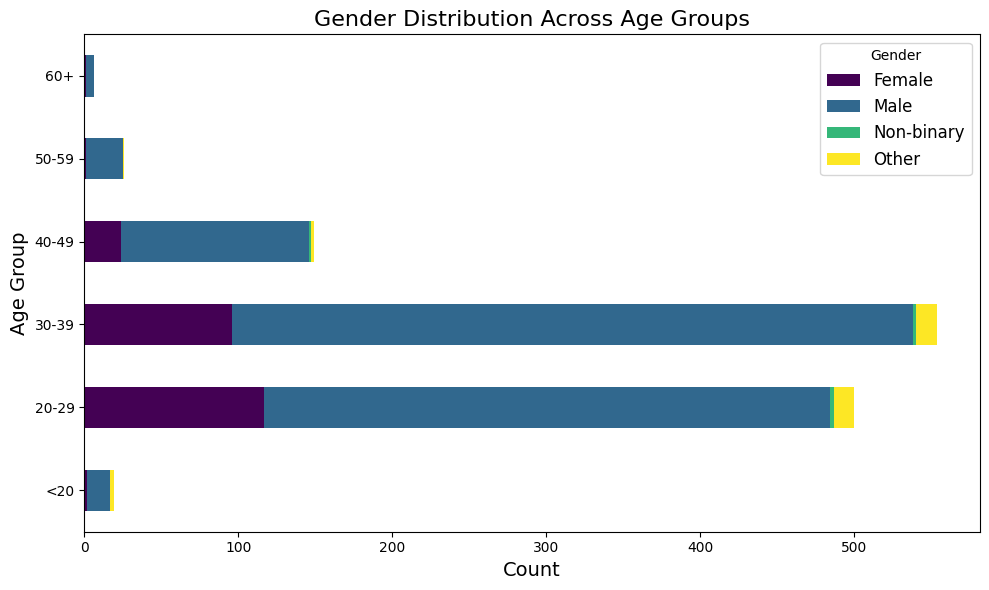 Gender Distribution Across Age Groups
Gender
Female
Male
Non-binary
Other
Age Group
60+
50-59
40-49
30-39
20-29
<20
0 100 200 300 400 500
Count